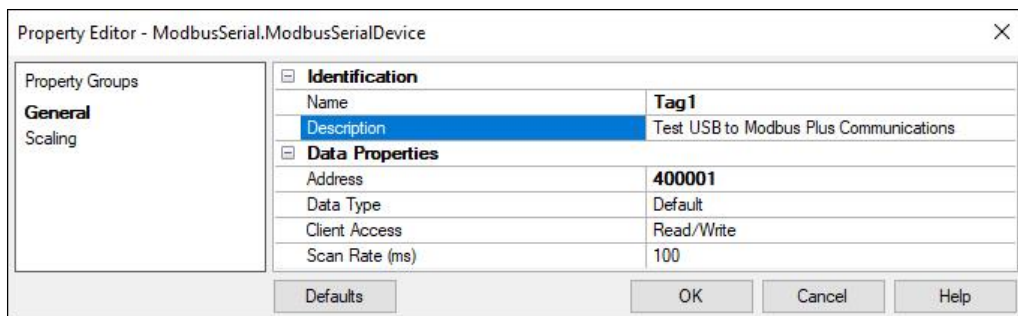 Property Editor - ModbusSerial.ModbusSerialDevice
Property Groups
General
Scaling
Identification
Name Tag1
Description Test USB to Modbus Plus Communications
Data Properties
Address 400001
Data Type Default
Client Access Read/Write
Scan Rate (ms) 100
Defaults OK Cancel Help